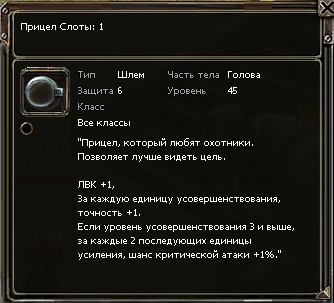 Прицел Слоты: 1
Тип Шлем Часть тела Голова
Защита 6 Уровень 45
Класс
Все классы
"Прицел, который любят охотники.
Позволяет лучше видеть цель.
ЛВК +1,
За каждую единицу усовершенствования,
точность +1.
Если уровень усовершенствования 3 и выше,
за каждые 2 последующих единицы
усиления, шанс критической атаки +1%."